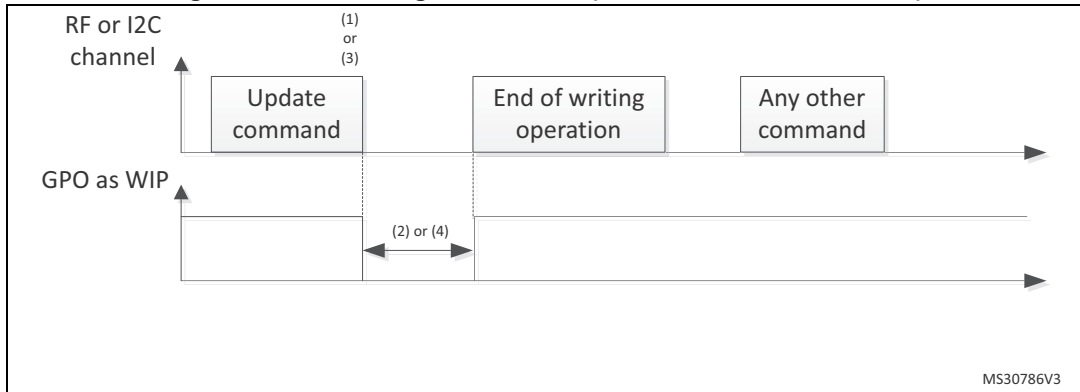 RF or I2C
channel
(1)
or
(3)
Update
command
End of writing
operation
Any other
command
GPO as WIP
(2) or (4)
MS30786V3